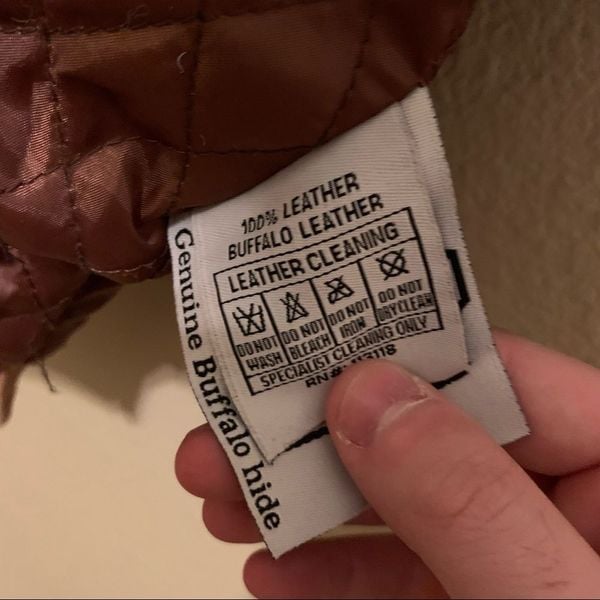 100% LEATHER
BUFFALO LEATHER
LEATHER CLEANING
DO NOT WASH
DO NOT BLEACH
DO NOT IRON
DO NOT DRYCLEAN
SPECIALIST CLEANING ONLY
Genuine Buffalo hide